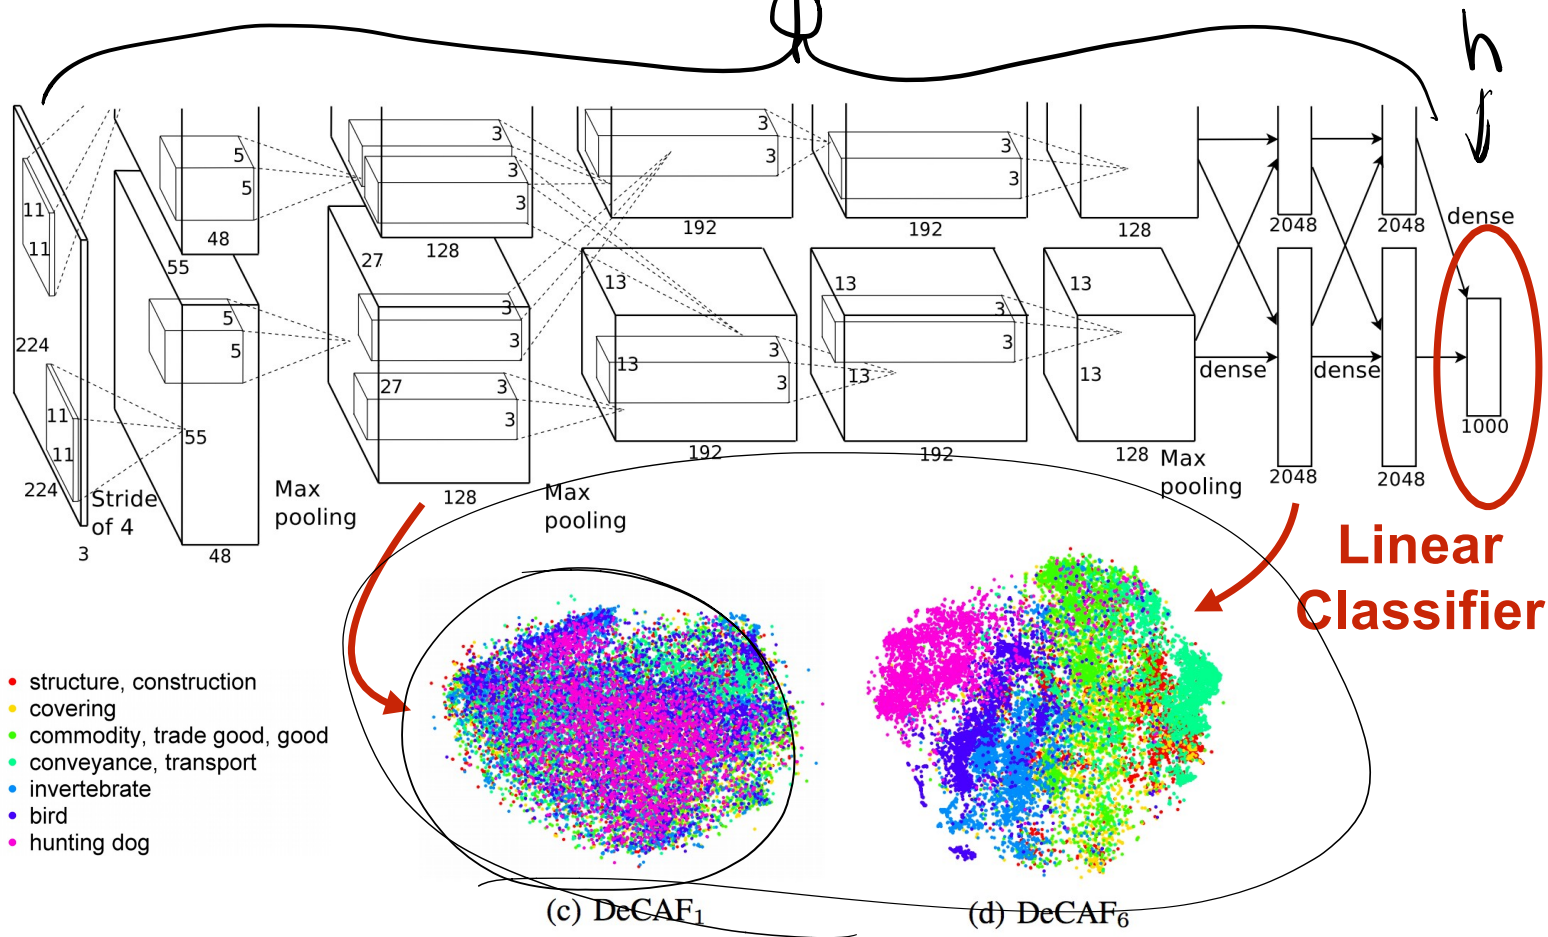 ϕ
h
5
5
48
55
3
3
3
128
27
3
3
192
3
3
192
128
2048
2048
dense
11
11
224
11
11
224
3
Stride
of 4
5
5
55
48
Max
pooling
3
3
27
3
3
128
Max
pooling
13
13
3
3
192
13
13
3
3
192
13
13
128
Max
pooling
dense
2048
dense
2048
1000
Linear
Classifier
structure, construction
covering
commodity, trade good, good
conveyance, transport
invertebrate
bird
hunting dog
(c) DeCAF1
(d) DeCAF6